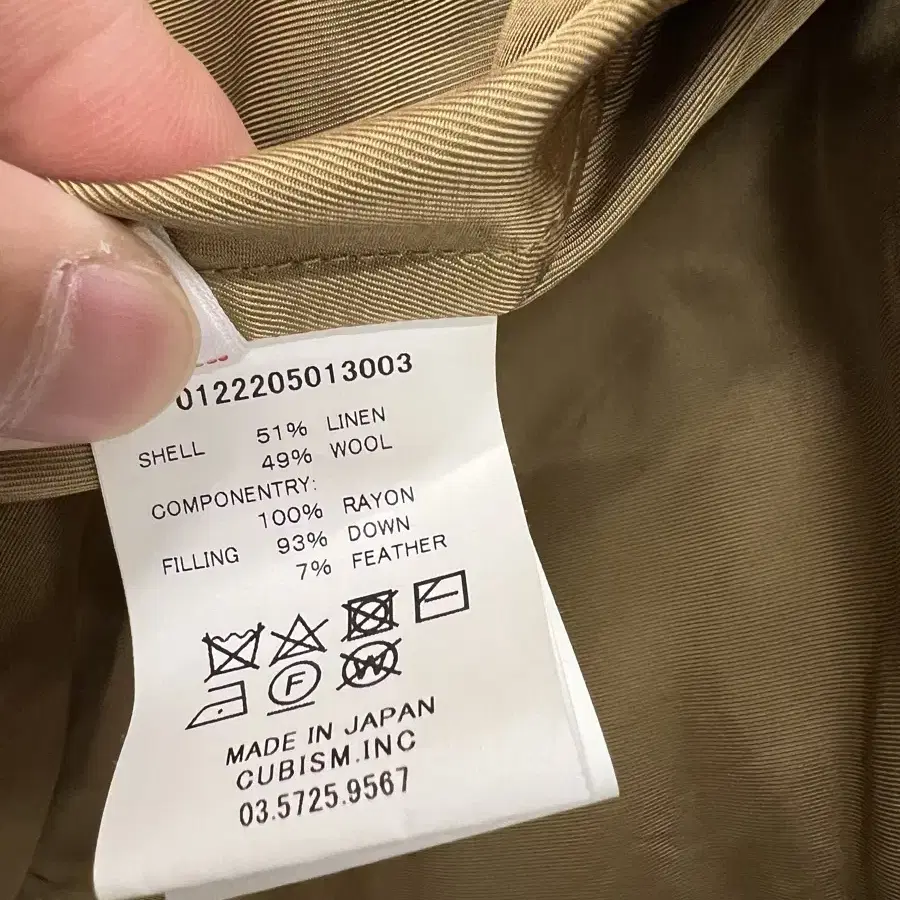 0122205013003
SHELL 51% LINEN
49% WOOL
COMPONENTRY:
100% RAYON
FILLING 93% DOWN
7% FEATHER
F W
MADE IN JAPAN
CUBISM.INC
03.5725.9567